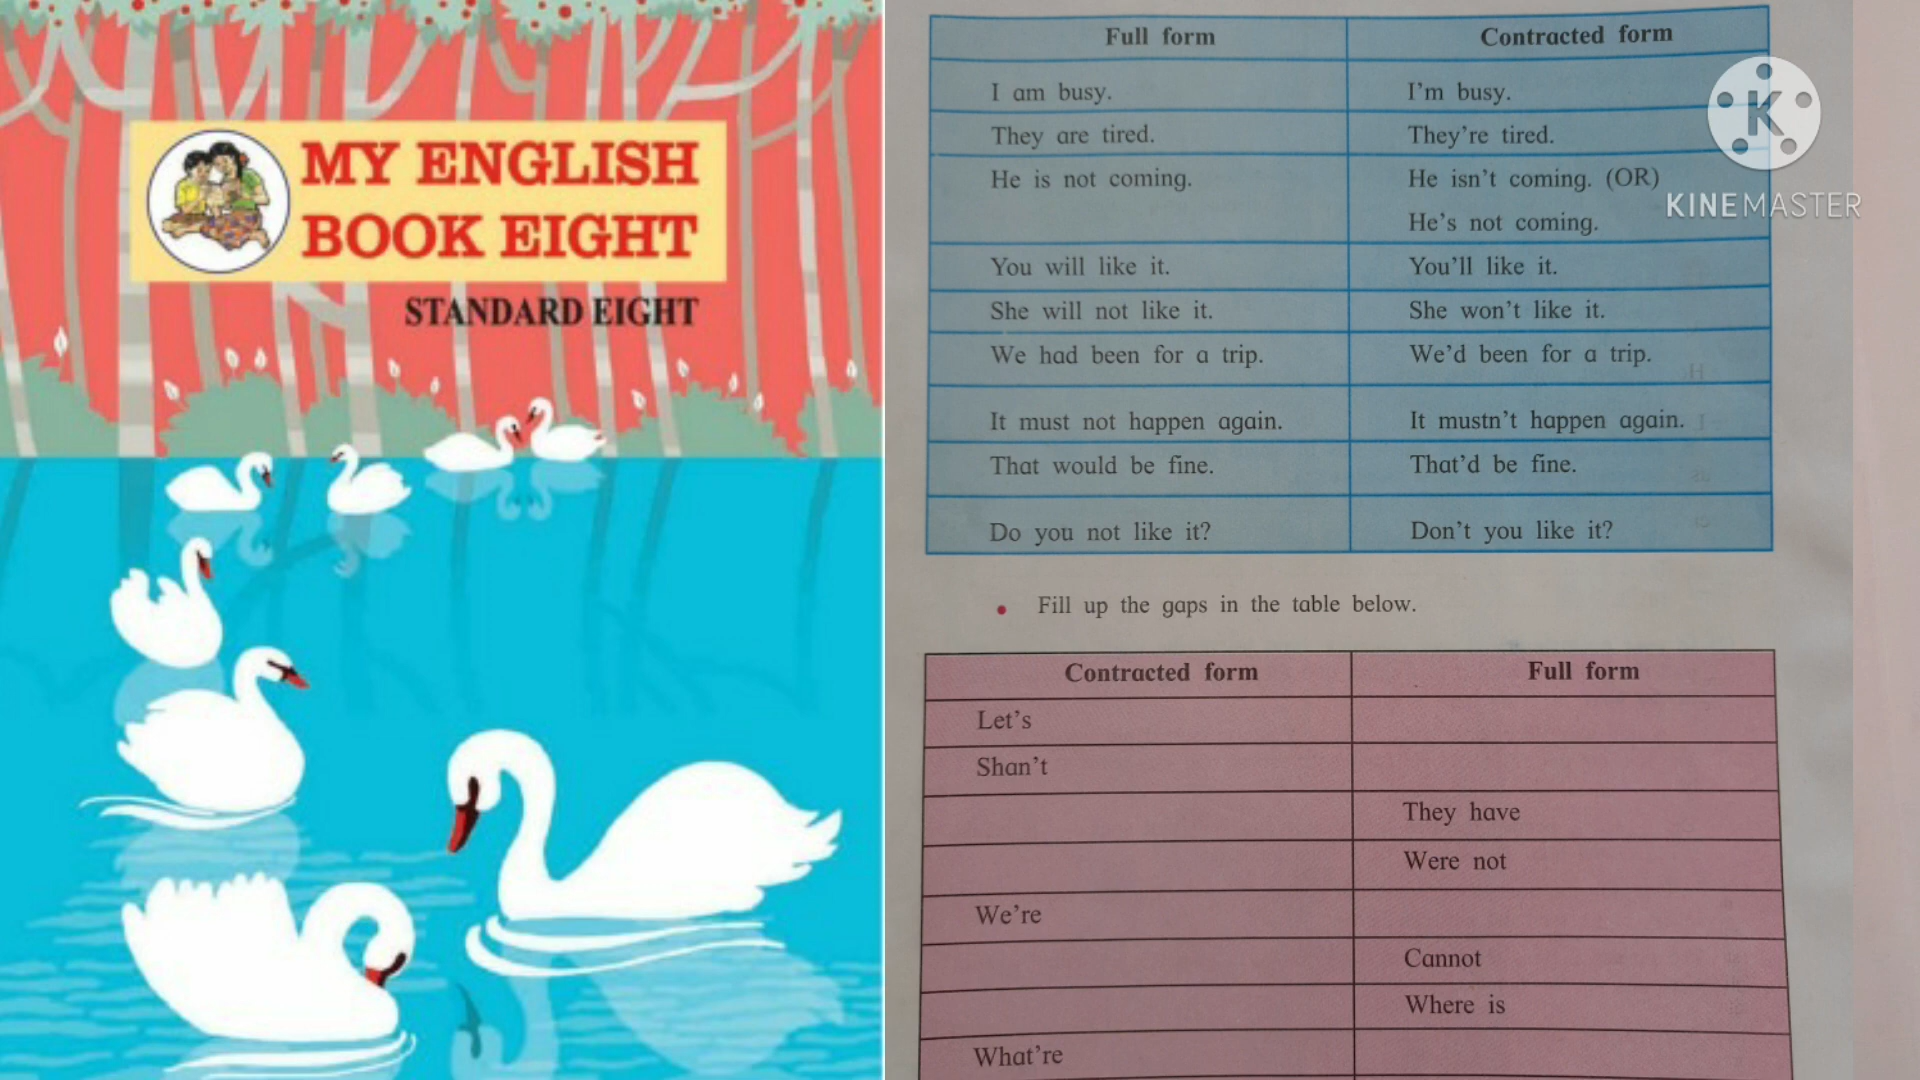 MY ENGLISH
BOOK EIGHT
STANDARD EIGHT
Full form Contracted form
I am busy. I'm busy.
They are tired. They're tired.
He is not coming. He isn't coming. (OR)
He's not coming.
You will like it. You'll like it.
She will not like it. She won't like it.
We had been for a trip. We'd been for a trip.
It must not happen again. It mustn't happen again.
That would be fine. That'd be fine.
Do you not like it? Don't you like it?
• Fill up the gaps in the table below.
Contracted form Full form
Let's
Shan't
They have
Were not
We're
Cannot
Where is
What're
K
KINEMASTER